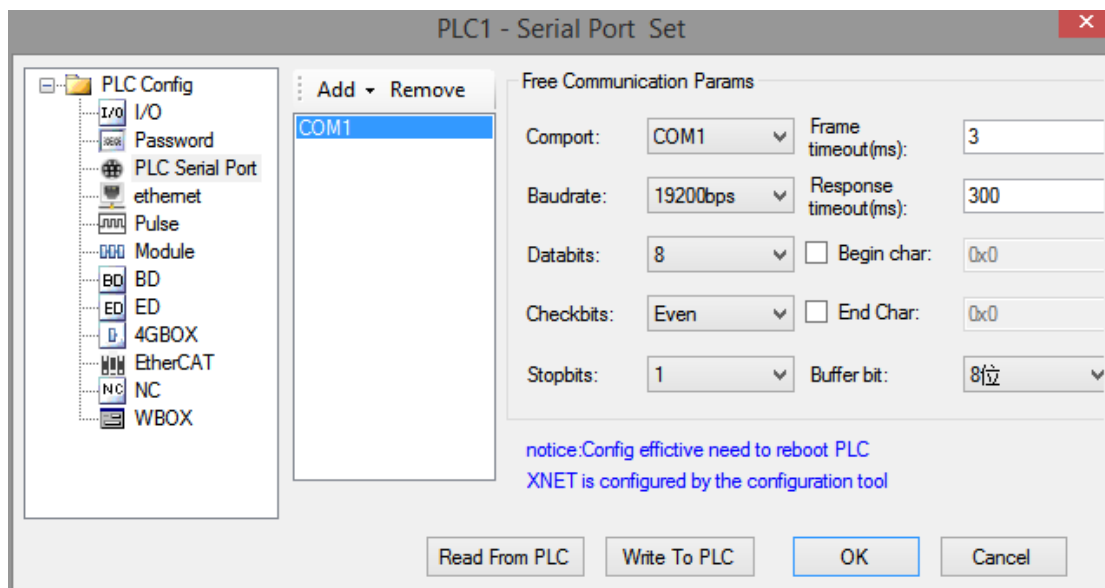 PLC1 - Serial Port Set
PLC Config
I/O
I/O
Password
PLC Serial Port
ethernet
Pulse
Module
BD
BD
ED
ED
4GBOX
EtherCAT
NC
NC
WBOX
Add Remove
COM1
Free Communication Params
Comport: COM1 Frame timeout(ms): 3
Baudrate: 19200bps Response timeout(ms): 300
Databits: 8 Begin char: 0x0
Checkbits: Even End Char: 0x0
Stopbits: 1 Buffer bit: 8位
notice:Config effictive need to reboot PLC
XNET is configured by the configuration tool
Read From PLC Write To PLC OK Cancel